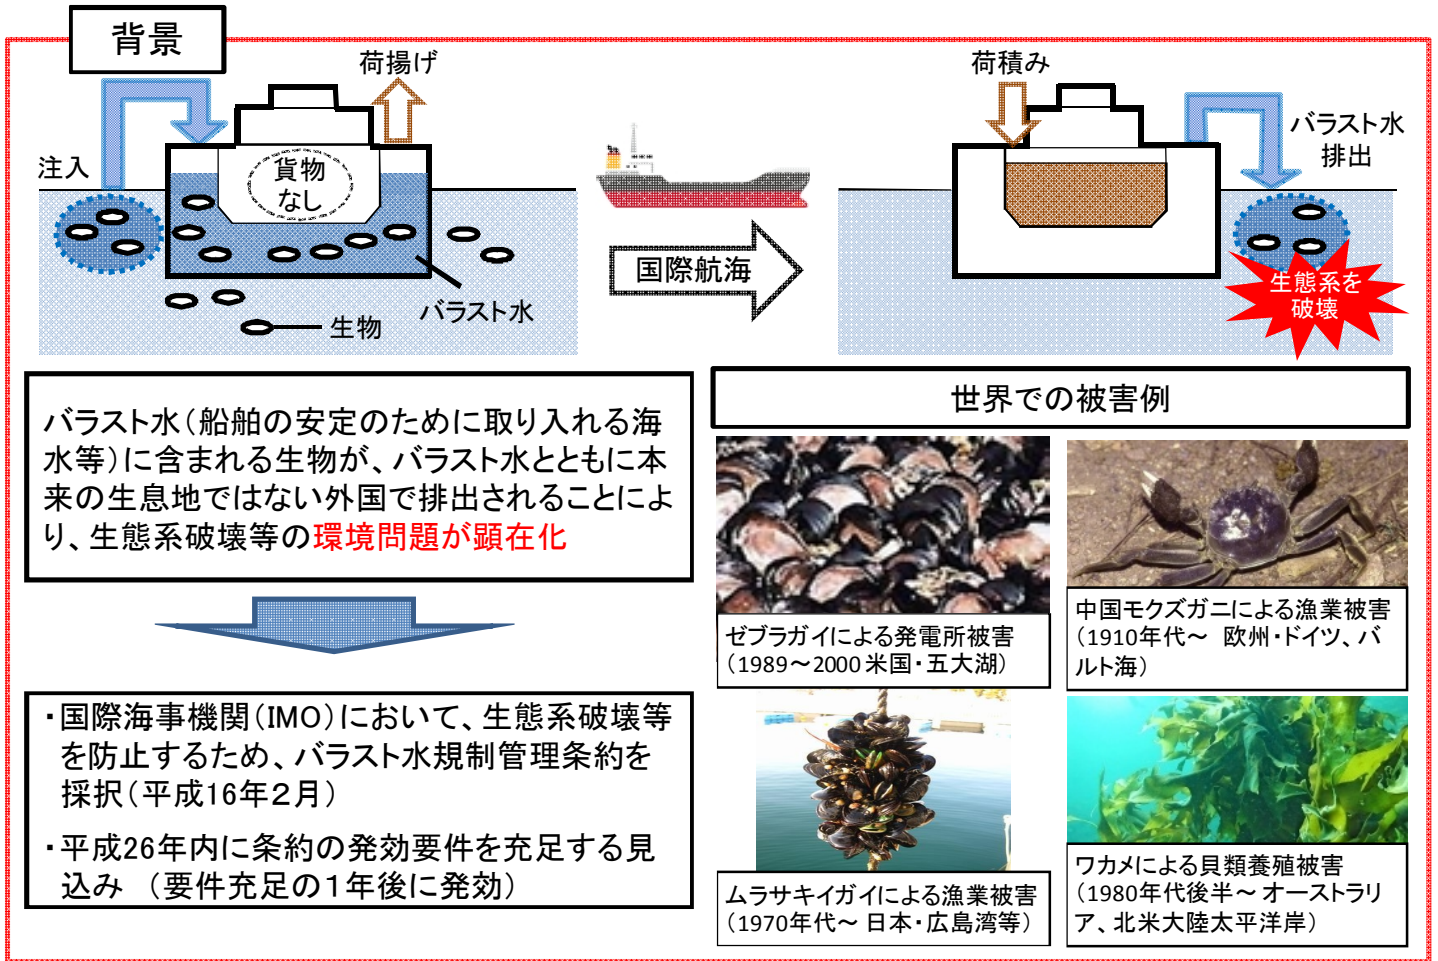 背景
荷揚げ
注入
貨物
なし
バラスト水
生物
国際航海
荷積み
バラスト水
排出
生態系を
破壊
バラスト水（船舶の安定のために取り入れる海
水等）に含まれる生物が、バラスト水とともに本
来の生息地ではない外国で排出されることによ
り、生態系破壊等の環境問題が顕在化
・国際海事機関（IMO）において、生態系破壊等
を防止するため、バラスト水規制管理条約を
採択（平成16年２月）
・平成26年内に条約の発効要件を充足する見
込み　（要件充足の１年後に発効）
世界での被害例
ゼブラガイによる発電所被害
（1989～2000 米国・五大湖）
中国モクズガニによる漁業被害
（1910年代～　欧州・ドイツ、バ
ルト海）
ムラサキイガイによる漁業被害
（1970年代～ 日本・広島湾等）
ワカメによる貝類養殖被害
（1980年代後半～ オーストラリ
ア、北米大陸太平洋岸）